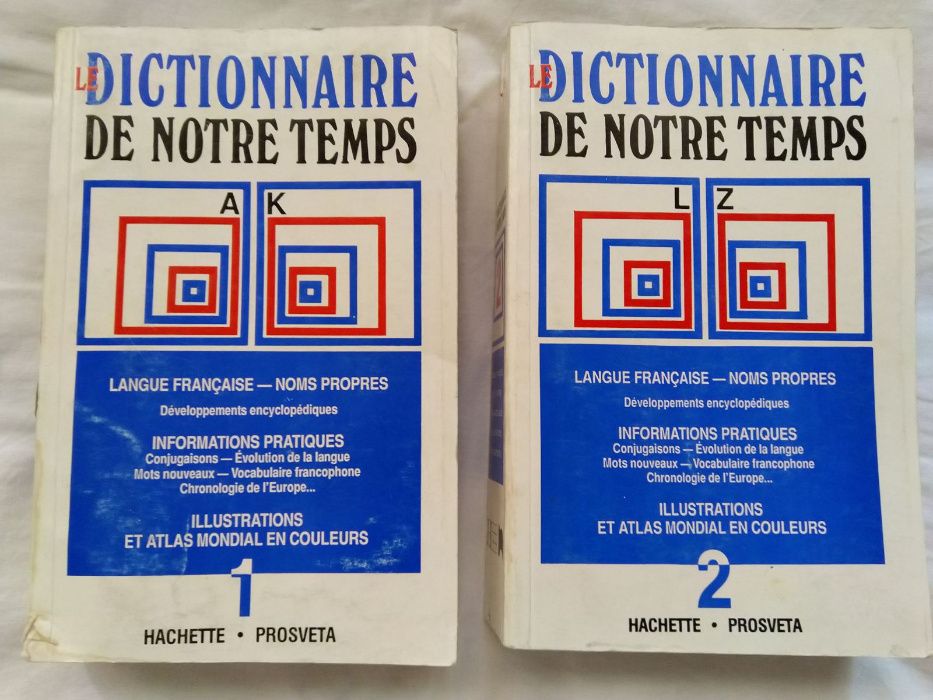 LE DICTIONNAIRE
DE NOTRE TEMPS
A K
LANGUE FRANÇAISE — NOMS PROPRES
Développements encyclopédiques
INFORMATIONS PRATIQUES
Conjugaisons — Évolution de la langue
Mots nouveaux — Vocabulaire francophone
Chronologie de l'Europe...
ILLUSTRATIONS
ET ATLAS MONDIAL EN COULEURS
1
HACHETTE • PROSVETA
LE DICTIONNAIRE
DE NOTRE TEMPS
L Z
LANGUE FRANÇAISE — NOMS PROPRES
Développements encyclopédiques
INFORMATIONS PRATIQUES
Conjugaisons — Évolution de la langue
Mots nouveaux — Vocabulaire francophone
Chronologie de l'Europe...
ILLUSTRATIONS
ET ATLAS MONDIAL EN COULEURS
2
HACHETTE • PROSVETA